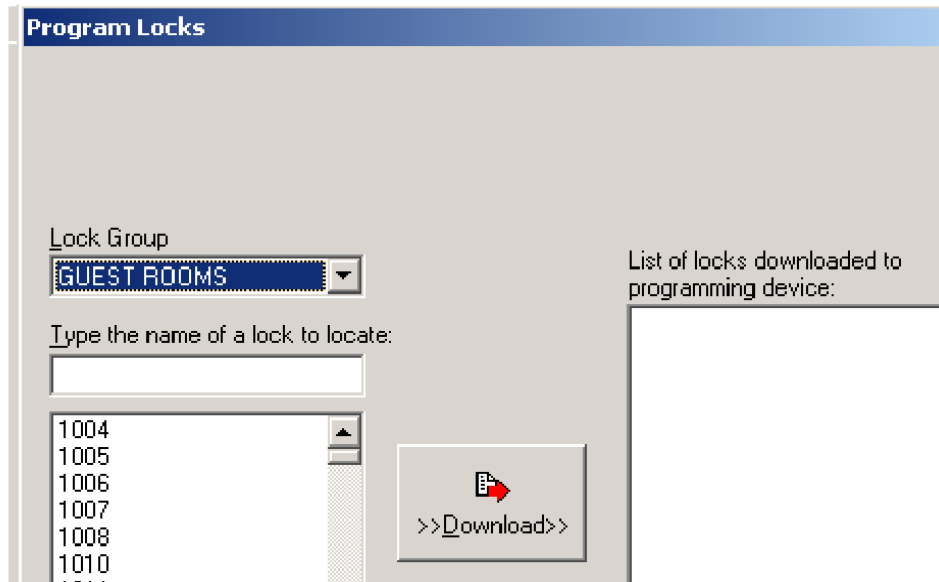 Program Locks
Lock Group
GUEST ROOMS
Type the name of a lock to locate:
1004
1005
1006
1007
1008
1010
>>Download>>
List of locks downloaded to
programming device: